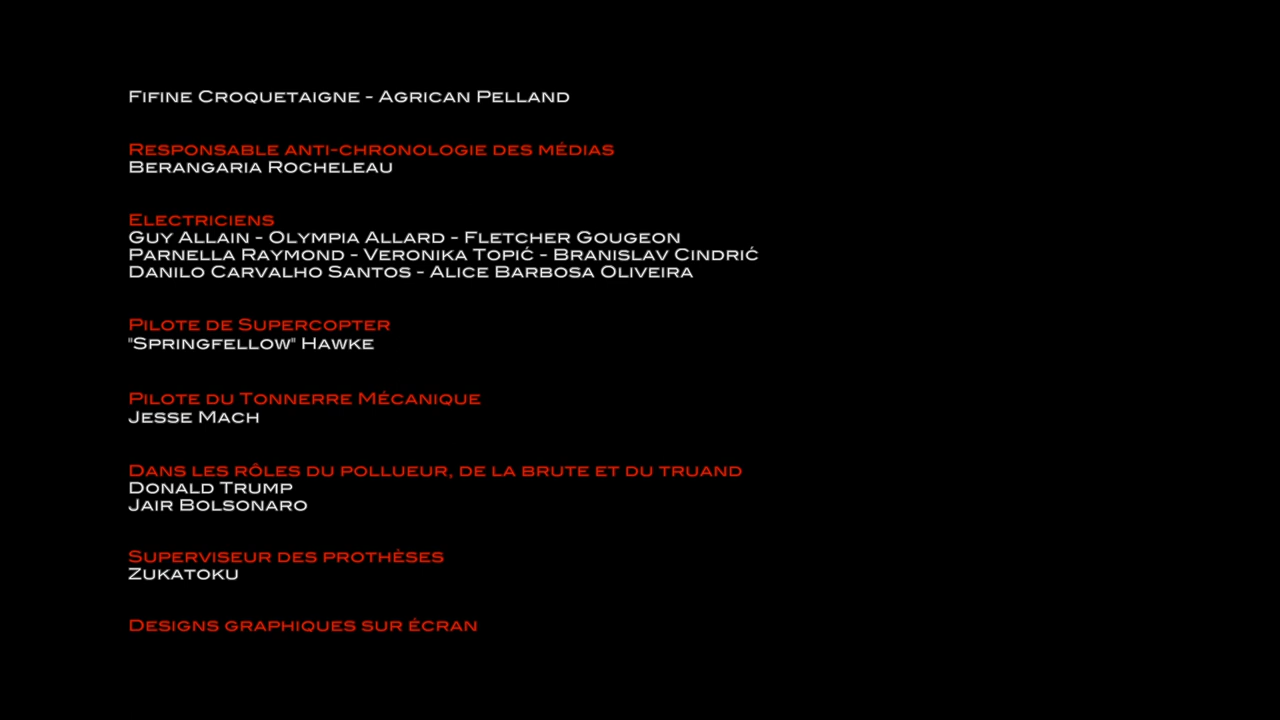 Fifine Croquetaigne - Agrican Pelland
Responsable anti-chronologie des médias
Berangaria Rocheleau
Electriciens
Guy Allain - Olympia Allard - Fletcher Gougeon
Parnella Raymond - Veronika Topić - Branislav Cindrić
Danilo Carvalho Santos - Alice Barbosa Oliveira
Pilote de Supercopter
"Springfellow" Hawke
Pilote du Tonnerre Mécanique
Jesse Mach
Dans les rôles du pollueur, de la brute et du truand
Donald Trump
Jair Bolsonaro
Superviseur des prothèses
Zukatoku
Designs graphiques sur écran